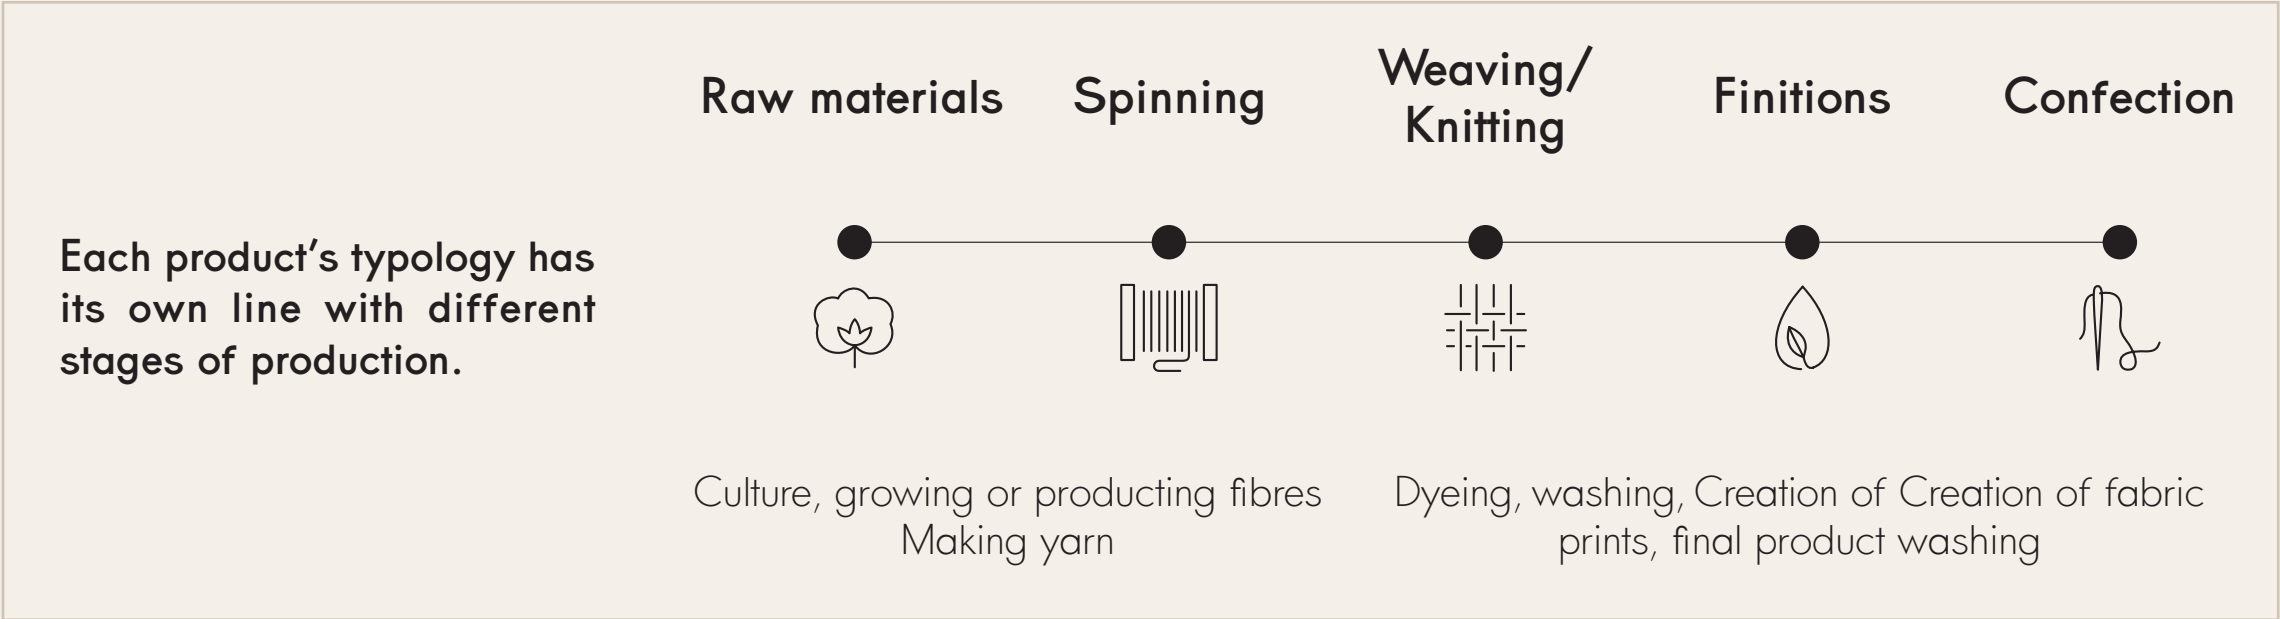 Raw materials
Spinning
Weaving/
Knitting
Finitions
Confection
Each product’s typology has
its own line with different
stages of production.
Culture, growing or producting fibres
Making yarn
Dyeing, washing, Creation of Creation of fabric
prints, final product washing